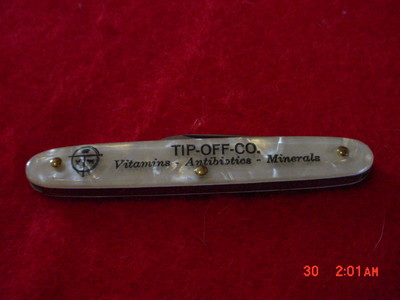 TIP-OFF-CO.
Vitamins - Antibiotics - Minerals
30 2:01AM